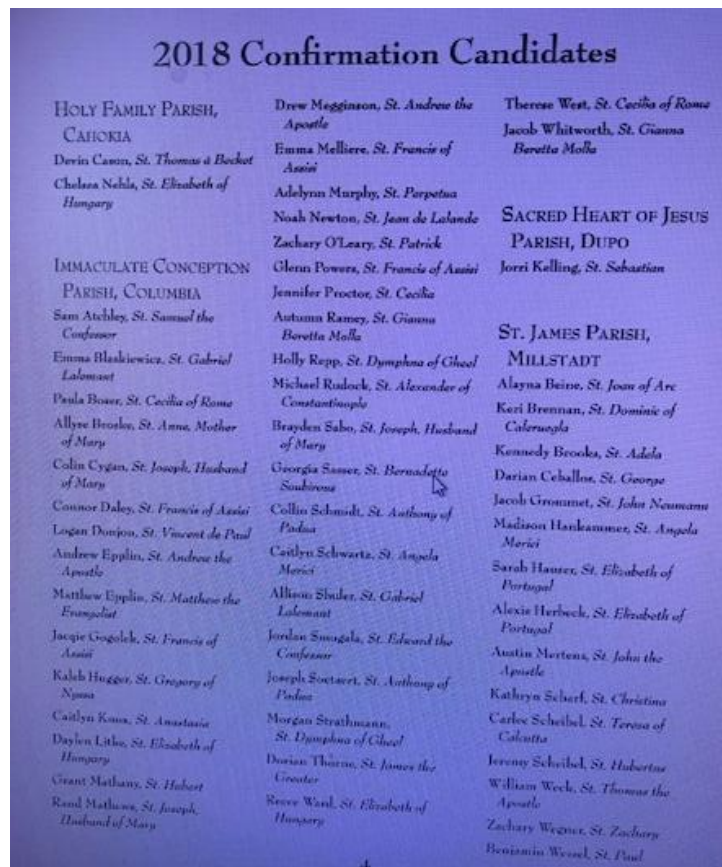 2018 Confirmation Candidates
HOLY FAMILY PARISH,
CAHOKIA
Devin Cason, St. Thomas à Becket
Chelsea Nehls, St. Elizabeth of
Hungary
IMMACULATE CONCEPTION
PARISH, COLUMBIA
Sam Atchley, St. Samuel the
Confessor
Emma Blaskiewicz, St. Gabriel
Lalemant
Paula Boser, St. Cecilia of Rome
Allyse Broske, St. Anne, Mother
of Mary
Colin Cygan, St. Joseph, Husband
of Mary
Connor Daley, St. Francis of Assisi
Logan Donjon, St. Vincent de Paul
Andrew Epplin, St. Andrew the
Apostle
Matthew Epplin, St. Matthew the
Evangelist
Jacqie Gogolek, St. Francis of
Assisi
Kaleb Hugger, St. Gregory of
Nyssa
Caitlyn St. Anastasia
Daylen Litke, St. Elizabeth of
Hungary
Grant Mathany, St. Hubert
Rand Mathews, St. Joseph,
Husband of Mary
Drew Megginson, St. Andrew the
Apostle
Emma Melliere, St. Francis of
Assisi
Adelynn Murphy, St. Perpetua
Noah Newton, St. Jean de Lalande
Zachary O'Leary, St. Patrick
Glenn Powers, St. Francis of Assisi
Jennifer Proctor, St. Cecilia
Autumn Ramey, St. Gianna
Beretta Molla
Holly Repp, St. Dymphna of Gheel
Michael Rudock, St. Alexander of
Constantinople
Brayden Sabo, St. Joseph, Husband
of Mary
Georgia Sasser, St. Bernadette
Soubirous
Collin Schmidt, St. Anthony of
Padua
Caitlyn Schwartz, St. Angela
Merici
Allison Shuler, St. Gabriel
Lalemant
Jordan Smugala, St. Edward the
Confessor
Joseph Soetaert, St. Anthony of
Padua
Morgan Strathmann,
St. Dymphna of Gheel
Dorian Thorne, St. James the
Greater
Reece Ward, St. Elizabeth of
Hungary
Therese West, St. Cecilia of Rome
Jacob Whitworth, St. Gianna
Beretta Molla
SACRED HEART OF JESUS
PARISH, DUPO
Jorri Kelling, St. Sebastian
ST. JAMES PARISH,
MILLSTADT
Alayna Beine, St. Joan of Arc
Keri Brennan, St. Dominic of
Caleruega
Kennedy Brooks, St. Adela
Darian Ceballos, St. George
Jacob Grommet, St. John Neumann
Madison Hankammer, St. Angela
Merici
Sarah Hauser, St. Elizabeth of
Portugal
Alexis Herbeck, St. Elizabeth of
Portugal
Austin Mertens, St. John the
Apostle
Kathryn Scharf, St. Christina
Carlee Scheibel, St. Teresa of
Calcutta
Jeremy Scheibel, St. Hubertus
William Weck, St. Thomas the
Apostle
Zachary Wegner, St. Zachary
Benjamin Wessel, St. Paul